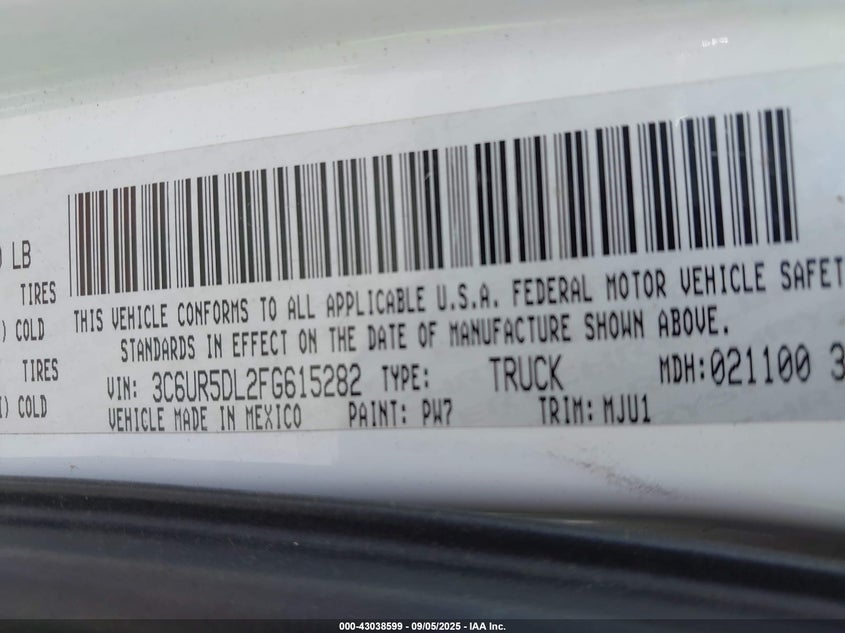 LB
TIRES
) COLD
TIRES
) COLD
THIS VEHICLE CONFORMS TO ALL APPLICABLE U.S.A. FEDERAL MOTOR VEHICLE SAFET
STANDARDS IN EFFECT ON THE DATE OF MANUFACTURE SHOWN ABOVE.
VIN: 3C6UR5DL2FG615282 TYPE: TRUCK MDH:021100 3
VEHICLE MADE IN MEXICO PAINT: PW7 TRIM: MJU1
000-43038599 - 09/05/2025 - IAA Inc.